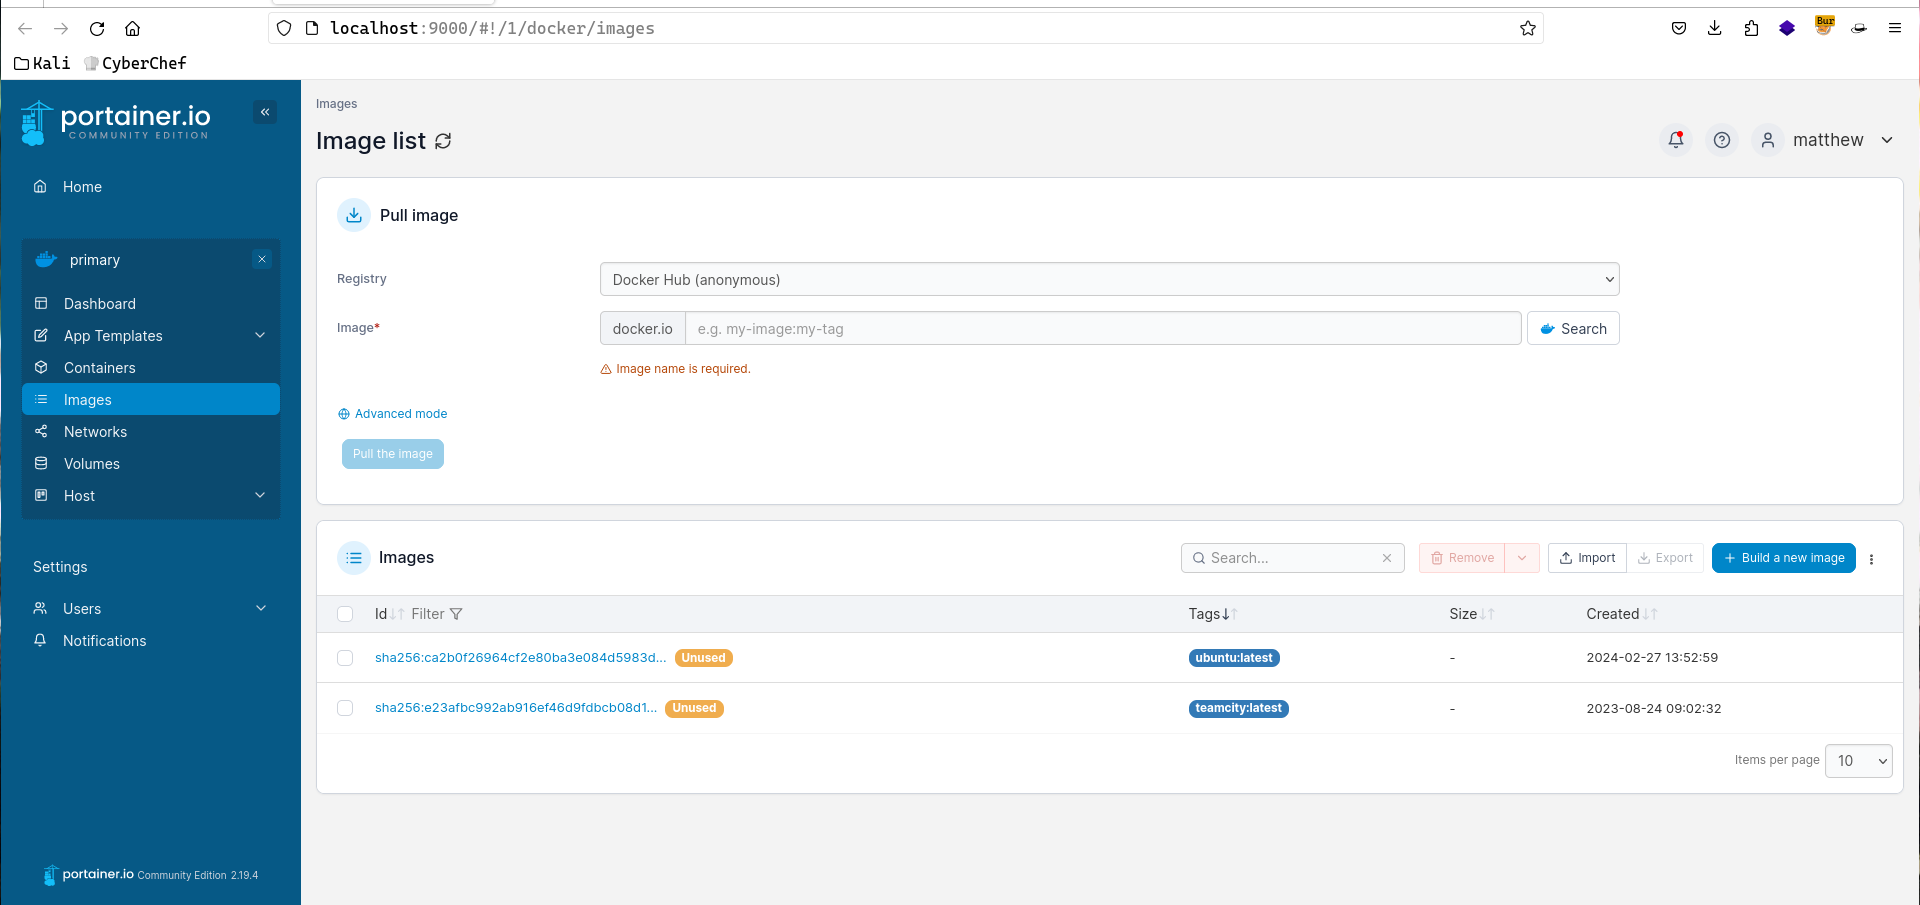 localhost:9000/#!/1/docker/images
Bur
Kali CyberChef
portainer.io
COMMUNITY EDITION
Home
primary
Dashboard
App Templates
Containers
Images
Networks
Volumes
Host
Settings
Users
Notifications
portainer.io Community Edition 2.19.4
Images
Image list
matthew
Pull image
Registry Docker Hub (anonymous)
Image* docker.io e.g. my-image:my-tag Search
Image name is required.
Advanced mode
Pull the image
Images Search... Remove Import Export Build a new image
Id Filter Tags Size Created
sha256:ca2b0f26964cf2e80ba3e084d5983d... Unused ubuntu:latest - 2024-02-27 13:52:59
sha256:e23afbc992ab916ef46d9fdbcb08d1... Unused teamcity:latest - 2023-08-24 09:02:32
Items per page 10